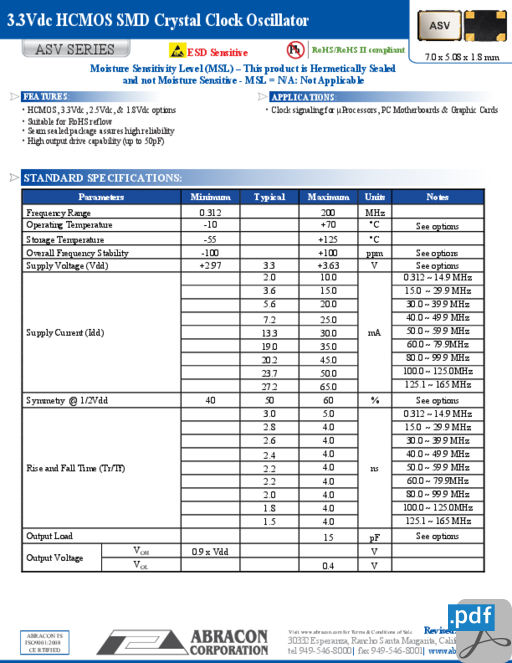 3.3Vdc HCMOS SMD Crystal Clock Oscillator
ASV SERIES
ESD Sensitive
Pb
RoHS/RoHS II compliant
ASV
7.0 x 5.08 x 1.8 mm
Moisture Sensitivity Level (MSL) – This product is Hermetically Sealed
and not Moisture Sensitive - MSL = N/A: Not Applicable
FEATURES
• HCMOS, 3.3Vdc, 2.5Vdc, & 1.8Vdc options
• Suitable for RoHS reflow
• Seam sealed package assures high reliability
• High output drive capability (up to 50pF)
APPLICATIONS
• Clock signaling for µProcessors, PC Motherboards & Graphic Cards
STANDARD SPECIFICATIONS:
Parameters Minimum Typical Maximum Units Notes
Frequency Range 0.312 200 MHz
Operating Temperature -10 +70 °C See options
Storage Temperature -55 +125 °C
Overall Frequency Stability -100 +100 ppm See options
Supply Voltage (Vdd) +2.97 3.3 +3.63 V See options
Supply Current (Idd) mA
2.0 10.0 0.312 ~ 14.9 MHz
3.6 15.0 15.0 ~ 29.9 MHz
5.6 20.0 30.0 ~ 39.9 MHz
7.2 25.0 40.0 ~ 49.9 MHz
13.3 30.0 50.0 ~ 59.9 MHz
19.0 35.0 60.0 ~ 79.9MHz
20.2 45.0 80.0 ~ 99.9 MHz
23.7 50.0 100.0 ~ 125.0MHz
27.2 65.0 125.1 ~ 165 MHz
Symmetry @ 1/2Vdd 40 50 60 % See options
Rise and Fall Time (Tr/Tf) ns
3.0 5.0 0.312 ~ 14.9 MHz
2.8 4.0 15.0 ~ 29.9 MHz
2.6 4.0 30.0 ~ 39.9 MHz
2.4 4.0 40.0 ~ 49.9 MHz
2.2 4.0 50.0 ~ 59.9 MHz
2.2 4.0 60.0 ~ 79.9MHz
2.0 4.0 80.0 ~ 99.9 MHz
1.8 4.0 100.0 ~ 125.0MHz
1.5 4.0 125.1 ~ 165 MHz
Output Load 15 pF See options
Output Voltage
VOH 0.9 x Vdd V
VOL 0.4 V
ABRACON IS
ISO9001:2008
CERTIFIED
ABRACON
CORPORATION
Visit www.abracon.com for Terms & Conditions of Sale Revised
30332 Esperanza, Rancho Santa Margarita, Calif
tel 949-546-8000 | fax 949-546-8001 | www.ab
.pdf